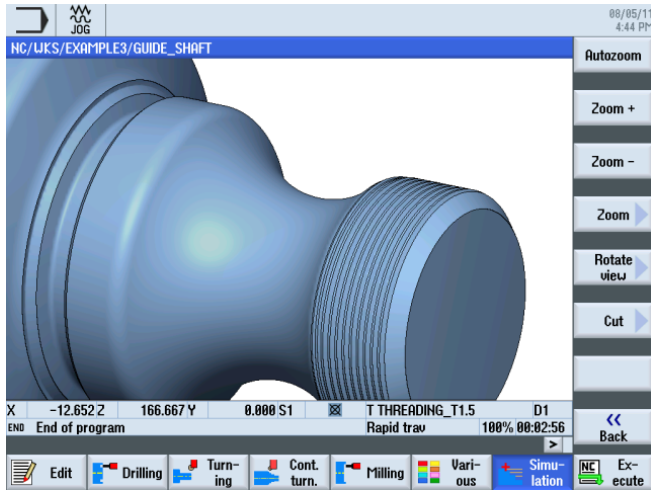 JOG
08/05/11
4:44 PM
NC/WKS/EXAMPLE3/GUIDE_SHAFT
Autozoom
Zoom +
Zoom -
Zoom
Rotate
view
Cut
X -12.652 Z 166.667 Y 0.000 S1 T THREADING_T1.5 D1
END End of program Rapid trav 100% 00:02:56
>
<<
Back
Edit
Drilling
Turn-
ing
Cont.
turn.
Milling
Vari-
ous
Simu-
lation
NC
Ex-
ecute